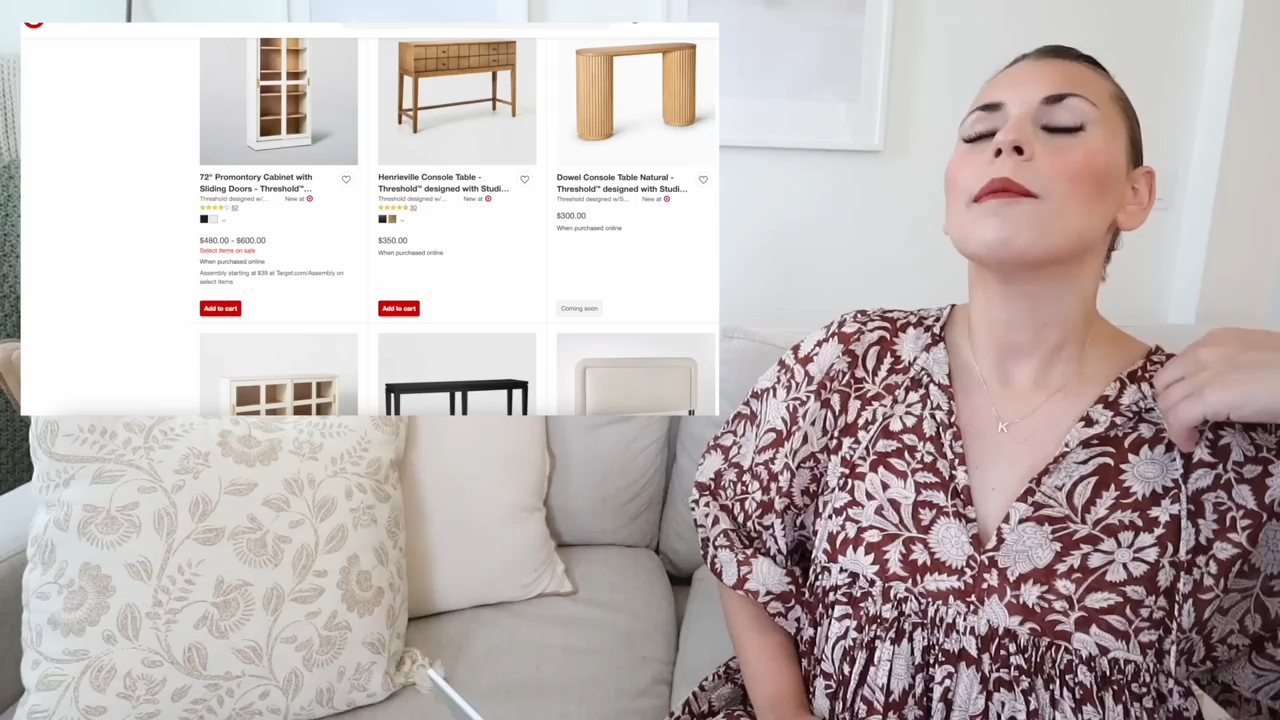 72" Promontory Cabinet with
Sliding Doors - Threshold™...
Threshold designed w/... New at
62
$480.00 - $600.00
Select items on sale
When purchased online
Assembly starting at $39 at Target.com/Assembly on
select items
Add to cart
Henrieville Console Table -
Threshold™ designed with Studi...
Threshold designed w/... New at
30
$350.00
When purchased online
Add to cart
Dowel Console Table Natural -
Threshold™ designed with Studi...
Threshold designed w/S... New at
$300.00
When purchased online
Coming soon
K